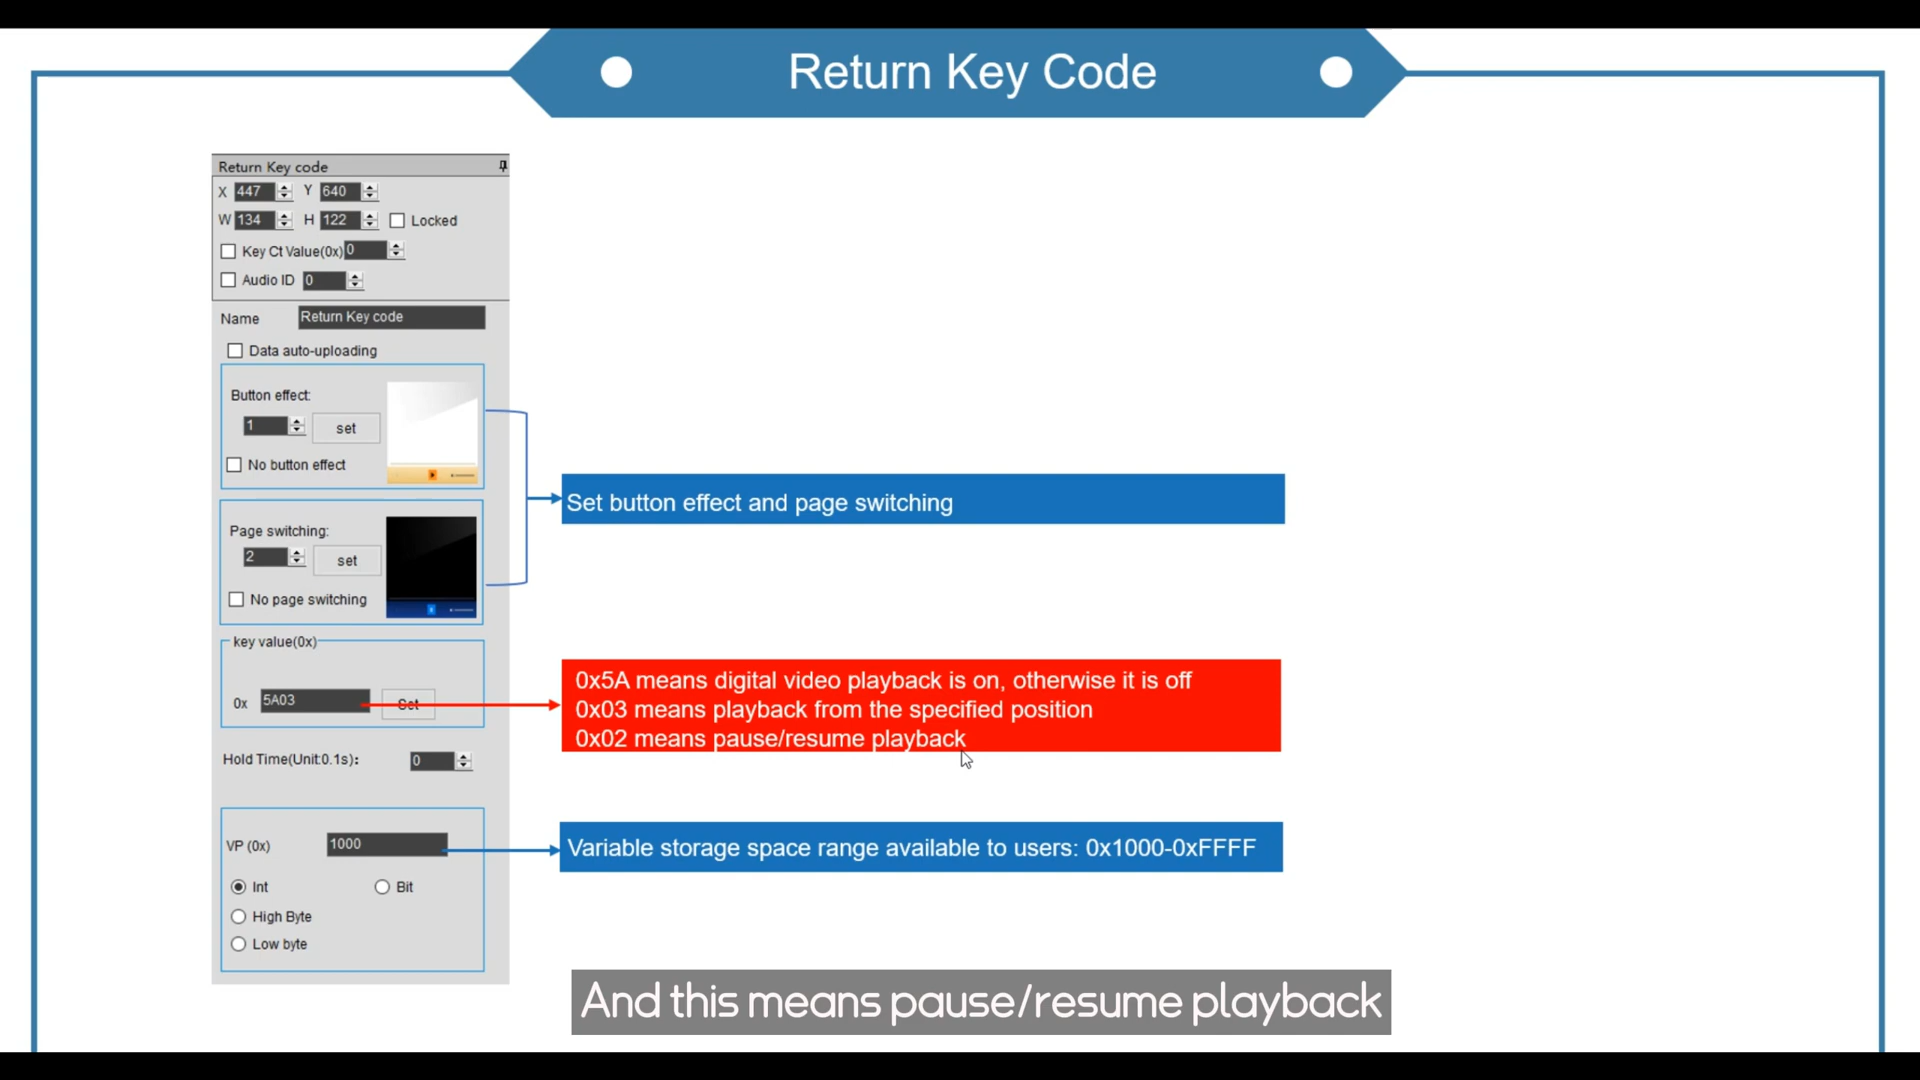 Return Key Code
Return Key code
X 447 Y 640
W 134 H 122 Locked
Key Ct Value(0x) 0
Audio ID 0
Name Return Key code
Data auto-uploading
Button effect:
1 set
No button effect
Set button effect and page switching
Page switching:
2 set
No page switching
key value(0x)
0x 5A03 Set
0x5A means digital video playback is on, otherwise it is off
0x03 means playback from the specified position
0x02 means pause/resume playback
Hold Time(Unit:0.1s): 0
VP (0x) 1000
Variable storage space range available to users: 0x1000-0xFFFF
Int Bit
High Byte
Low byte
And this means pause/resume playback